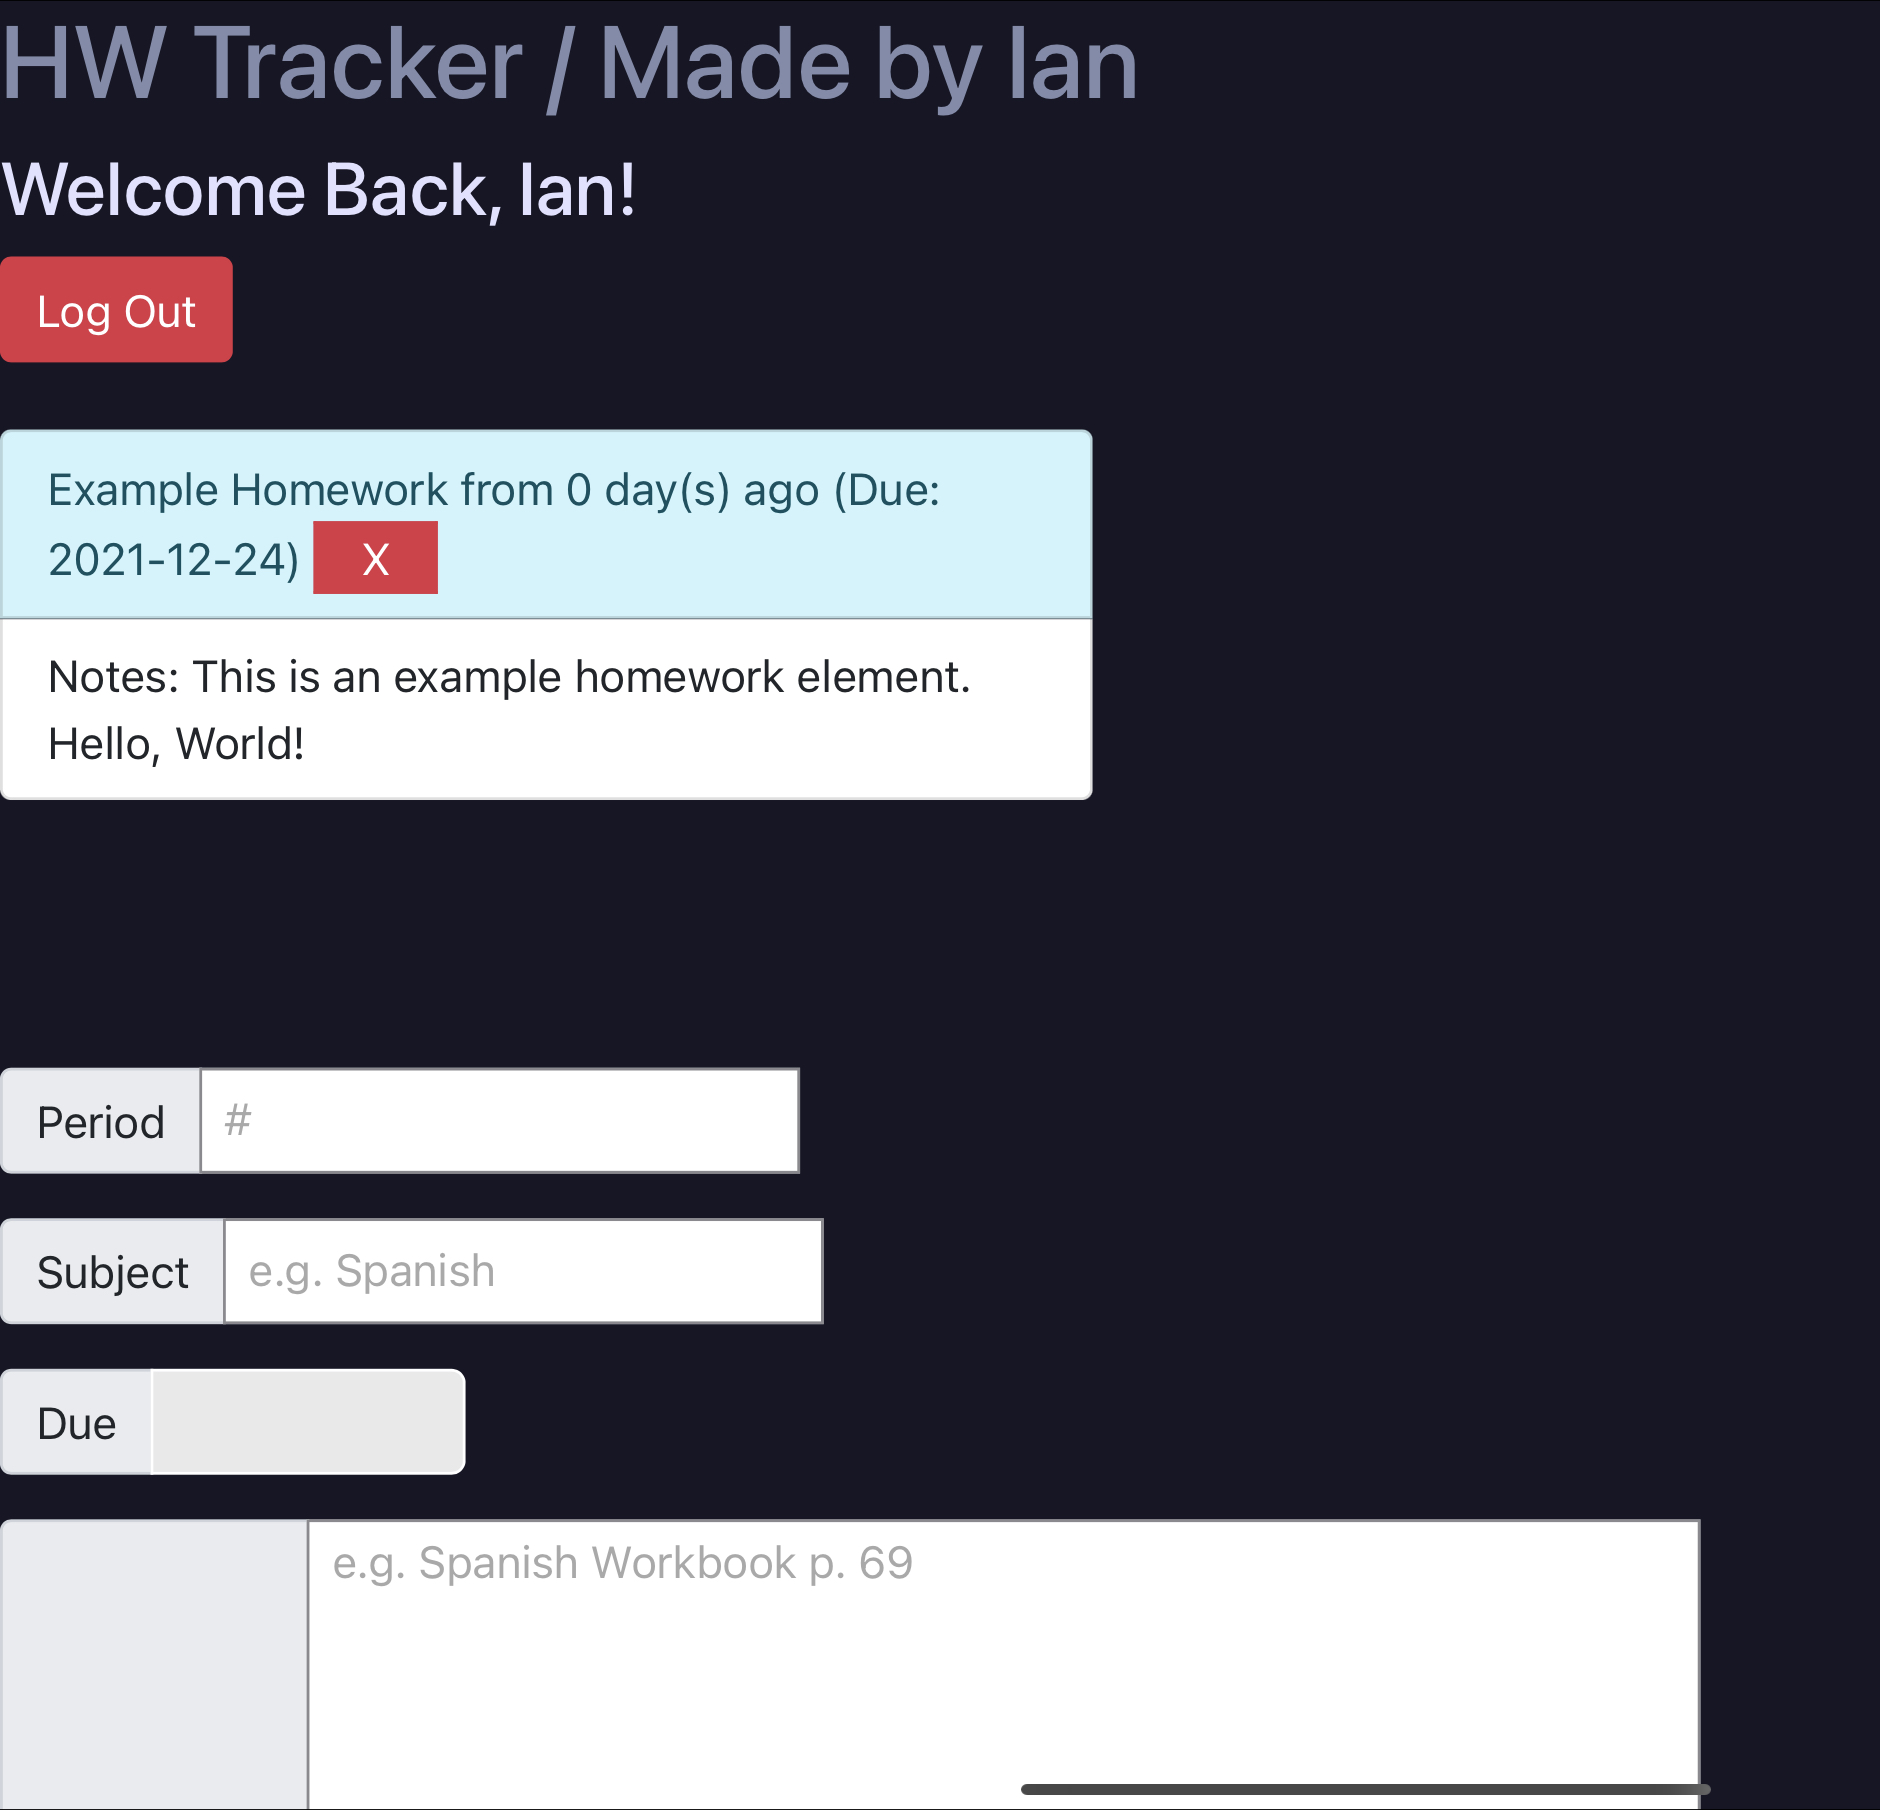 HW Tracker / Made by Ian
Welcome Back, Ian!
Log Out
Example Homework from 0 day(s) ago (Due:
2021-12-24) X
Notes: This is an example homework element.
Hello, World!
Period #
Subject e.g. Spanish
Due
e.g. Spanish Workbook p. 69